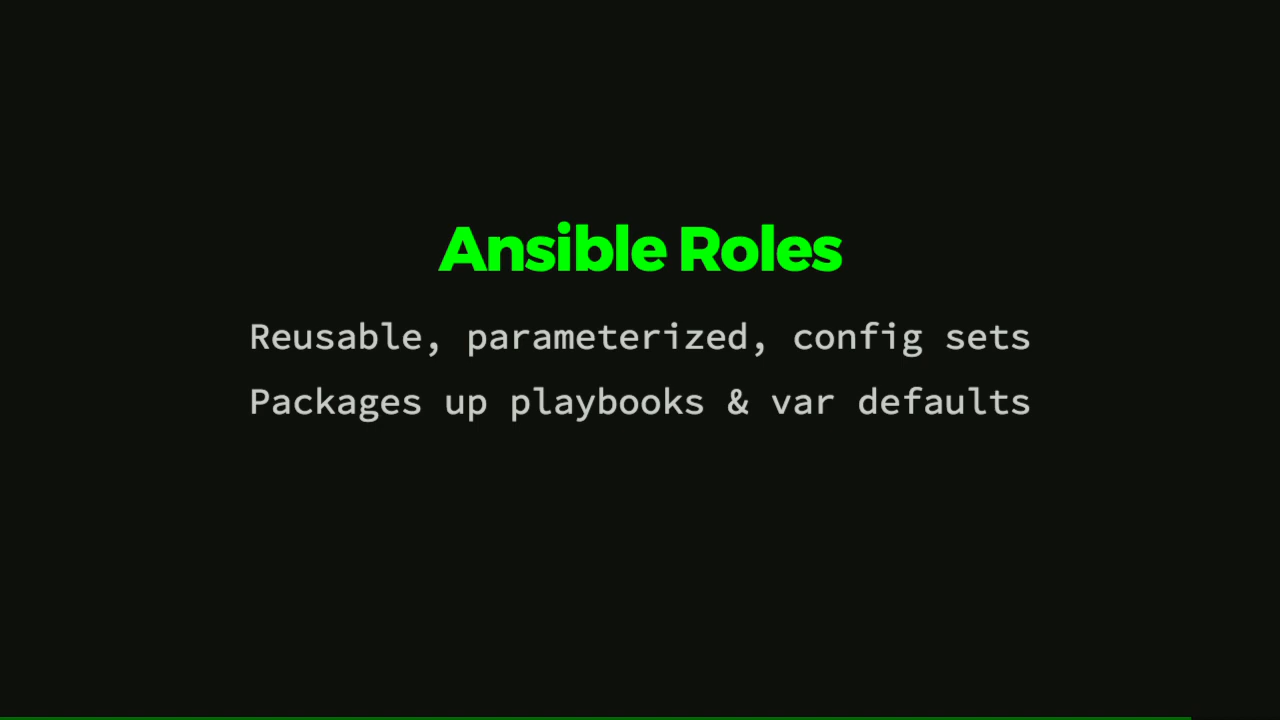 Ansible Roles
Reusable, parameterized, config sets
Packages up playbooks & var defaults